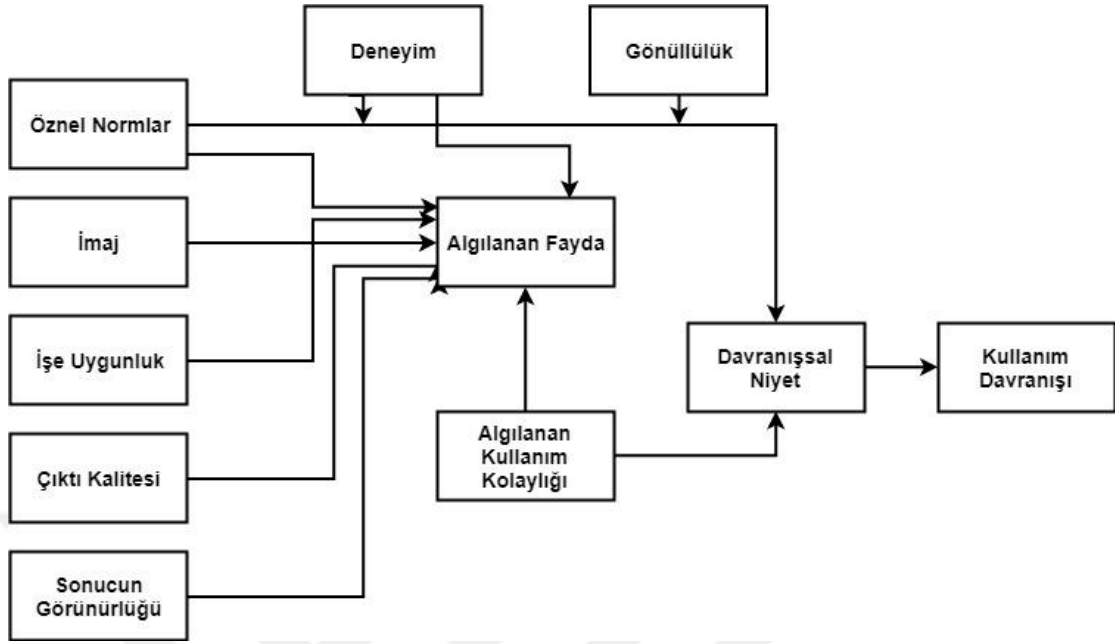 Deneyim
Gönüllülük
Öznel Normlar
İmaj
Algılanan Fayda
İşe Uygunluk
Davranışsal
Niyet
Kullanım
Davranışı
Algılanan
Kullanım
Kolaylığı
Çıktı Kalitesi
Sonucun
Görünürlüğü